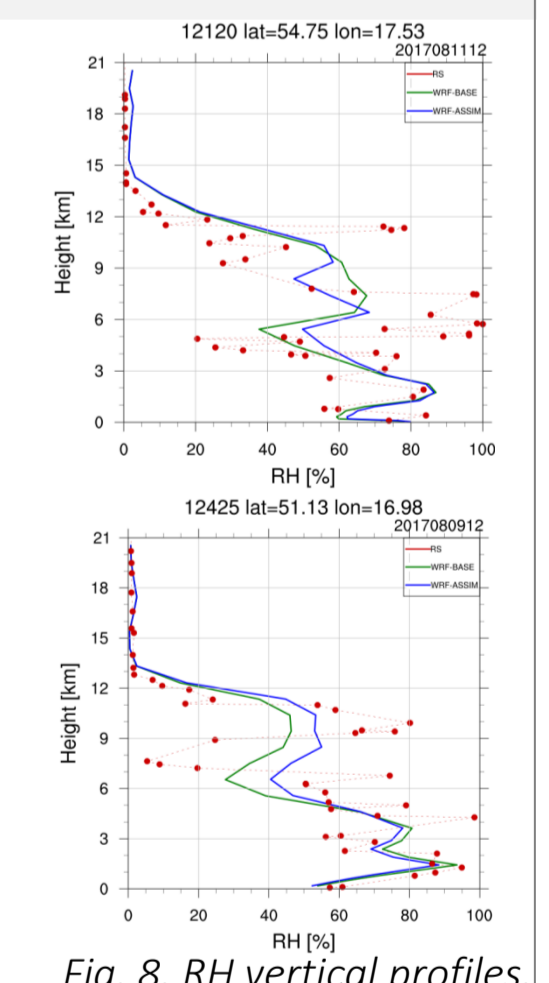 12120 lat=54.75 lon=17.53
2017081112
RS
WRF-BASE
WRF-ASSIM
21
18
15
12
9
6
3
0
Height [km]
0 20 40 60 80 100
RH [%]
12425 lat=51.13 lon=16.98
2017080912
RS
WRF-BASE
WRF-ASSIM
21
18
15
12
9
6
3
0
Height [km]
0 20 40 60 80 100
RH [%]
Fig. 8. RH vertical profiles.